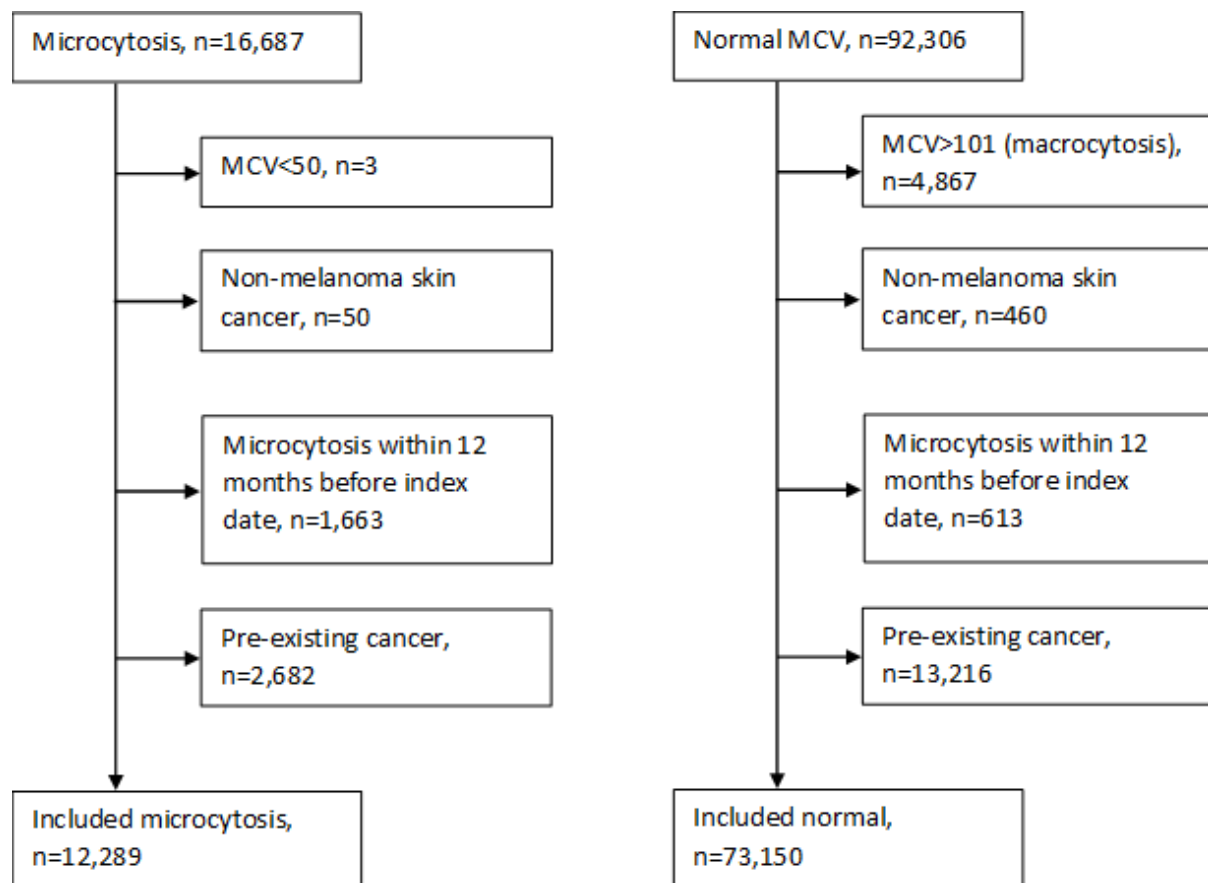 Microcytosis, n=16,687
MCV<50, n=3
Non-melanoma skin
cancer, n=50
Microcytosis within 12
months before index
date, n=1,663
Pre-existing cancer,
n=2,682
Included microcytosis,
n=12,289
Normal MCV, n=92,306
MCV>101 (macrocytosis),
n=4,867
Non-melanoma skin
cancer, n=460
Microcytosis within 12
months before index
date, n=613
Pre-existing cancer,
n=13,216
Included normal,
n=73,150